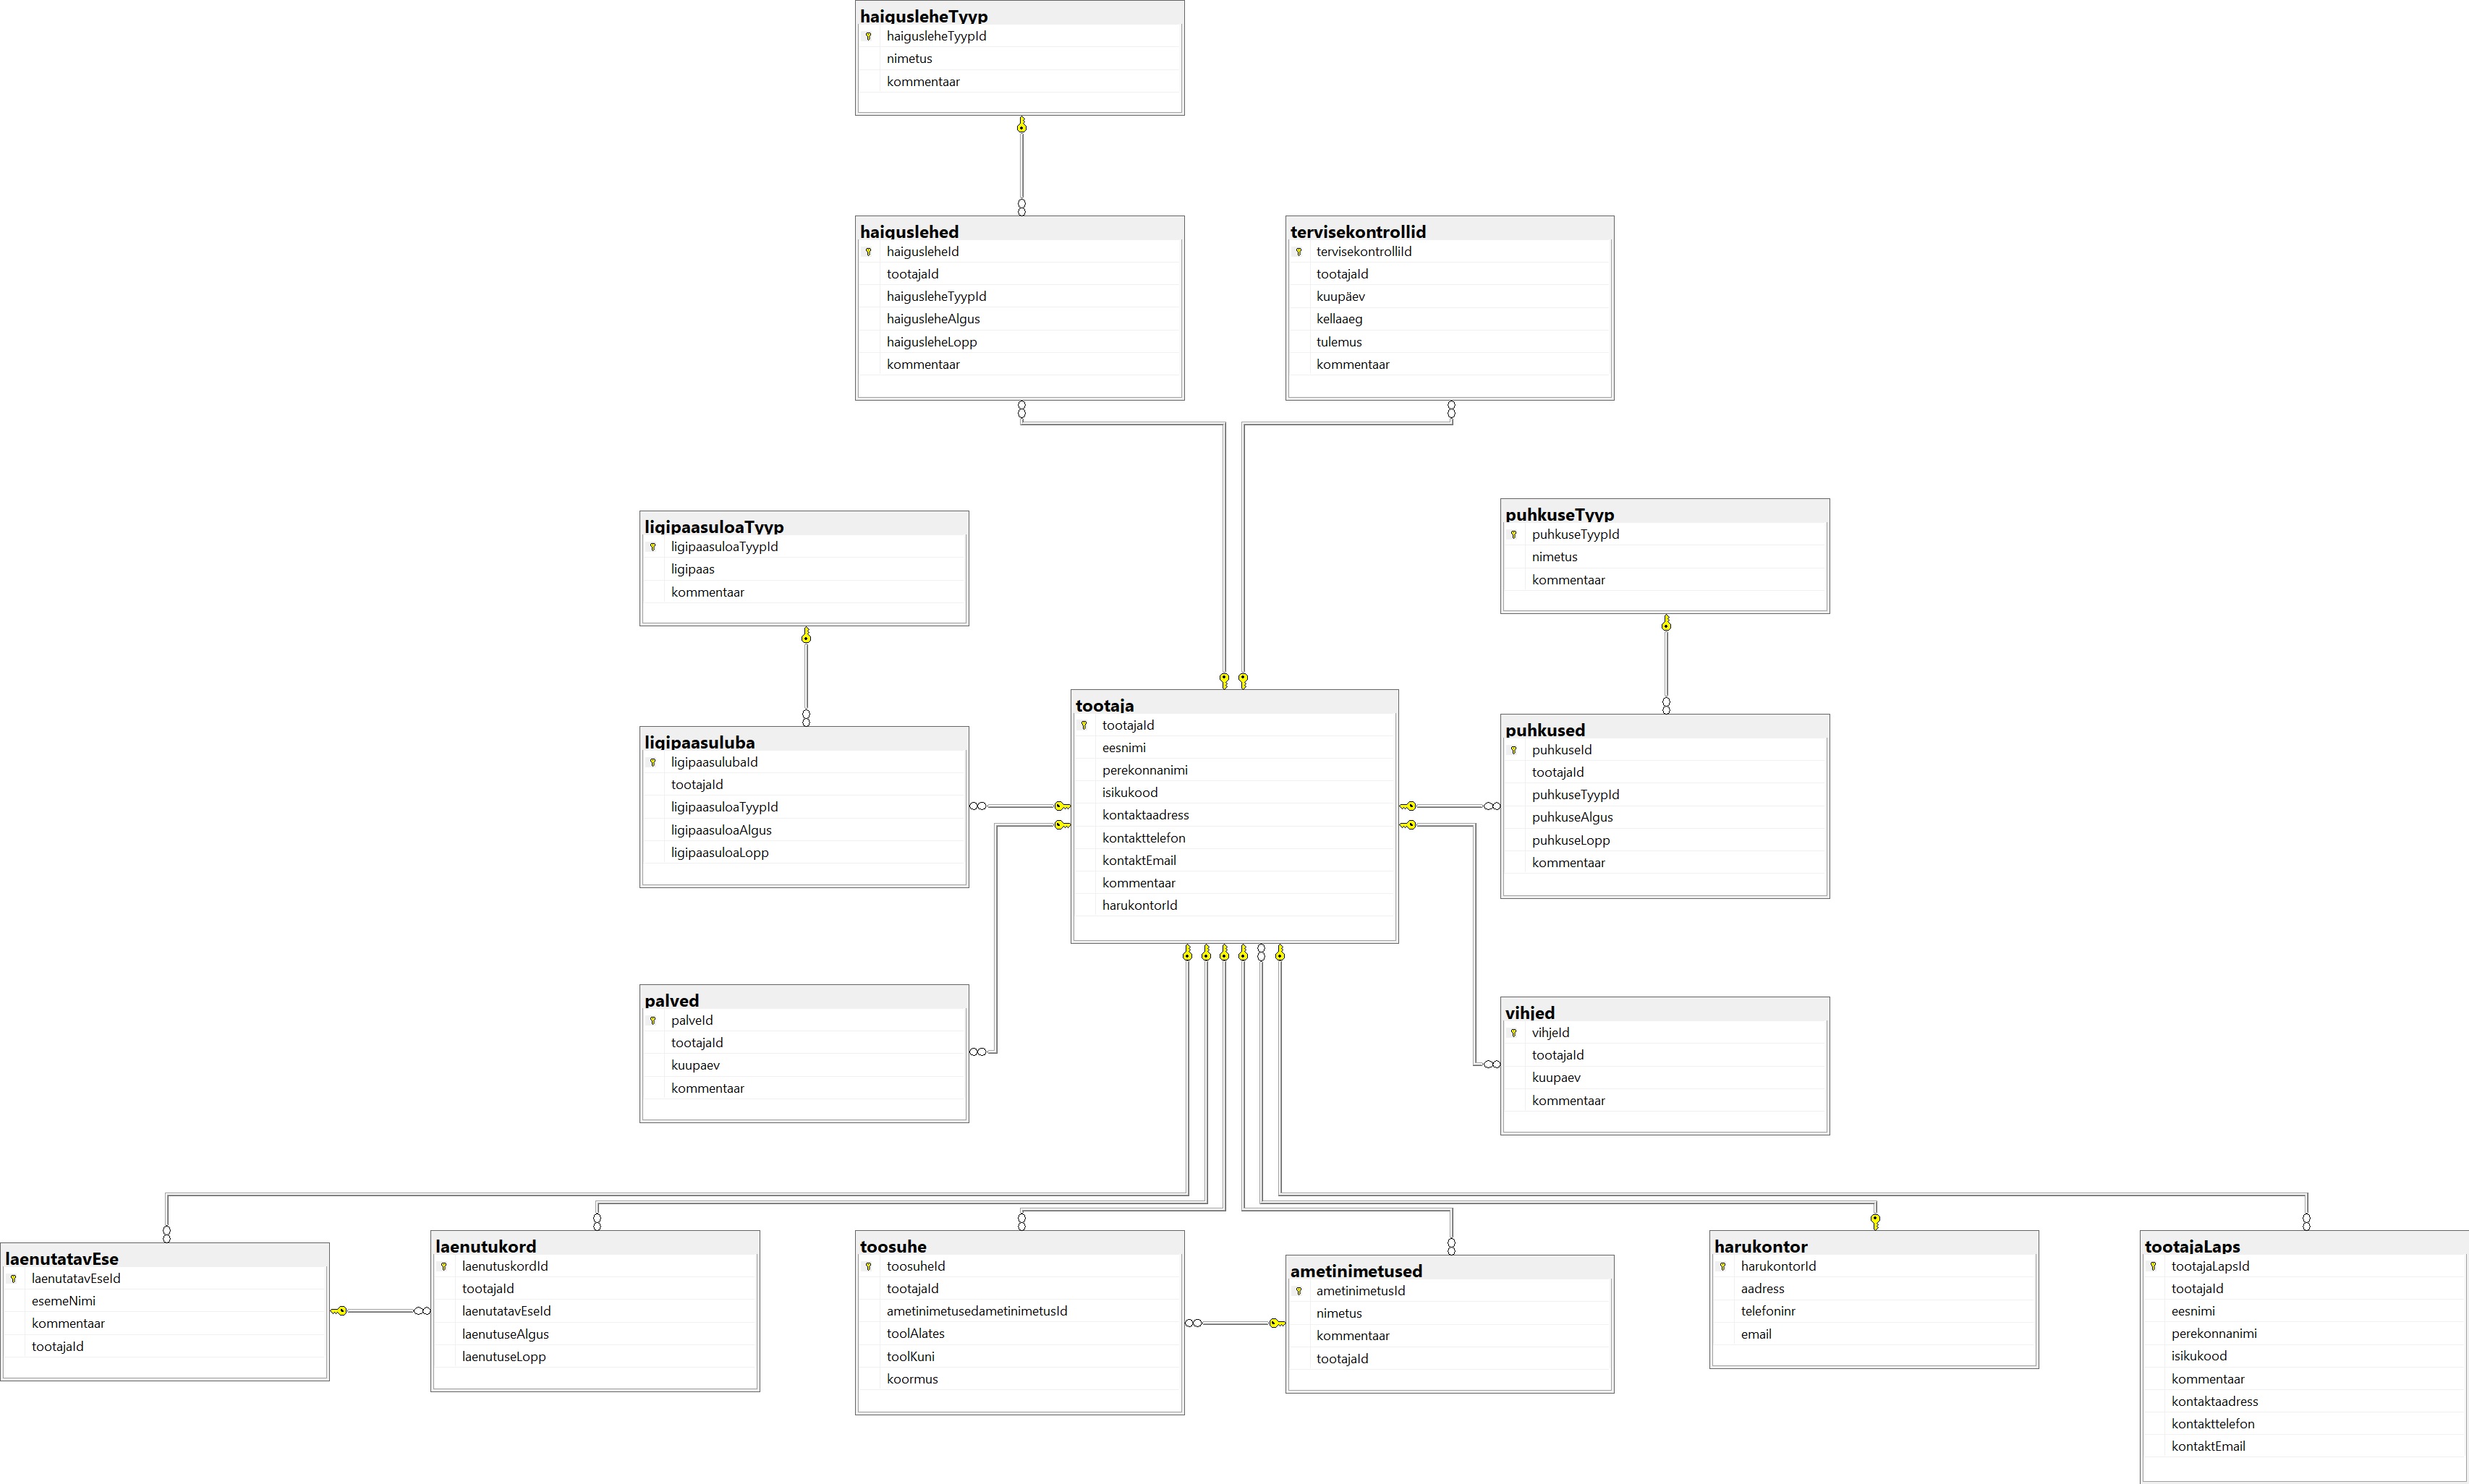 haiguslheTyyp
haiguslheTyypId
nimetus
kommentaar
haiguslehed
haigusleheId
tootajaId
haigusleheTyypId
haigusleheAlgus
haigusleheLopp
kommentaar
tervisekontrollid
tervisekontrolliId
tootajaId
kuupäev
kellaaeg
tulemus
kommentaar
ligipaasuloaTyyp
ligipaasuloaTyypId
ligipaas
kommentaar
puhkuseTyyp
puhkuseTyypId
nimetus
kommentaar
ligipaasuluba
ligipaasulubaId
tootajaId
ligipaasuloaTyypId
ligipaasuloaAlgus
ligipaasuloaLopp
tootaja
tootajaId
eesnimi
perekonnanimi
isikukood
kontaktaadress
kontakttelefon
kontaktEmail
kommentaar
harukontorId
puhkused
puhkuseId
tootajaId
puhkuseTyypId
puhkuseAlgus
puhkuseLopp
kommentaar
palved
palveId
tootajaId
kuupaev
kommentaar
vihjed
vihjeId
tootajaId
kuupaev
kommentaar
laenutatavEse
laenutatavEseId
esemeNimi
kommentaar
tootajaId
laenutukord
laenutuskordId
tootajaId
laenutatavEseId
laenutuseAlgus
laenutuseLopp
toosuhe
toosuheId
tootajaId
ametinimetusedametinimetusId
toolAlates
toolKuni
koormus
ametinimetused
ametinimetusId
nimetus
kommentaar
tootajaId
harukontor
harukontorId
aadress
telefoninr
email
tootajaLaps
tootajaLapsId
tootajaId
eesnimi
perekonnanimi
isikukood
kommentaar
kontaktaadress
kontakttelefon
kontaktEmail